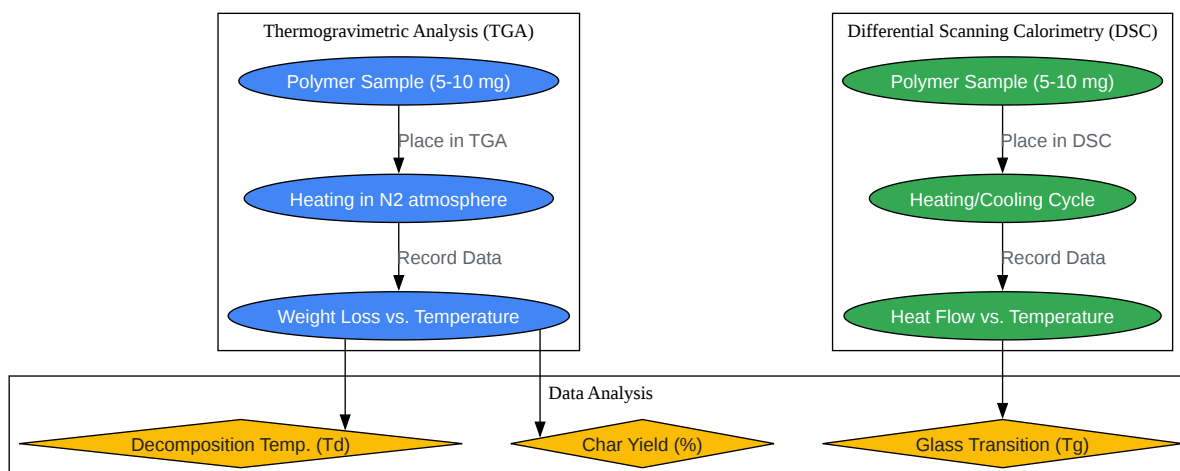 Thermogravimetric Analysis (TGA)
Polymer Sample (5-10 mg)
Place in TGA
Heating in N2 atmosphere
Record Data
Weight Loss vs. Temperature
Differential Scanning Calorimetry (DSC)
Polymer Sample (5-10 mg)
Place in DSC
Heating/Cooling Cycle
Record Data
Heat Flow vs. Temperature
Data Analysis
Decomposition Temp. (Td)
Char Yield (%)
Glass Transition (Tg)